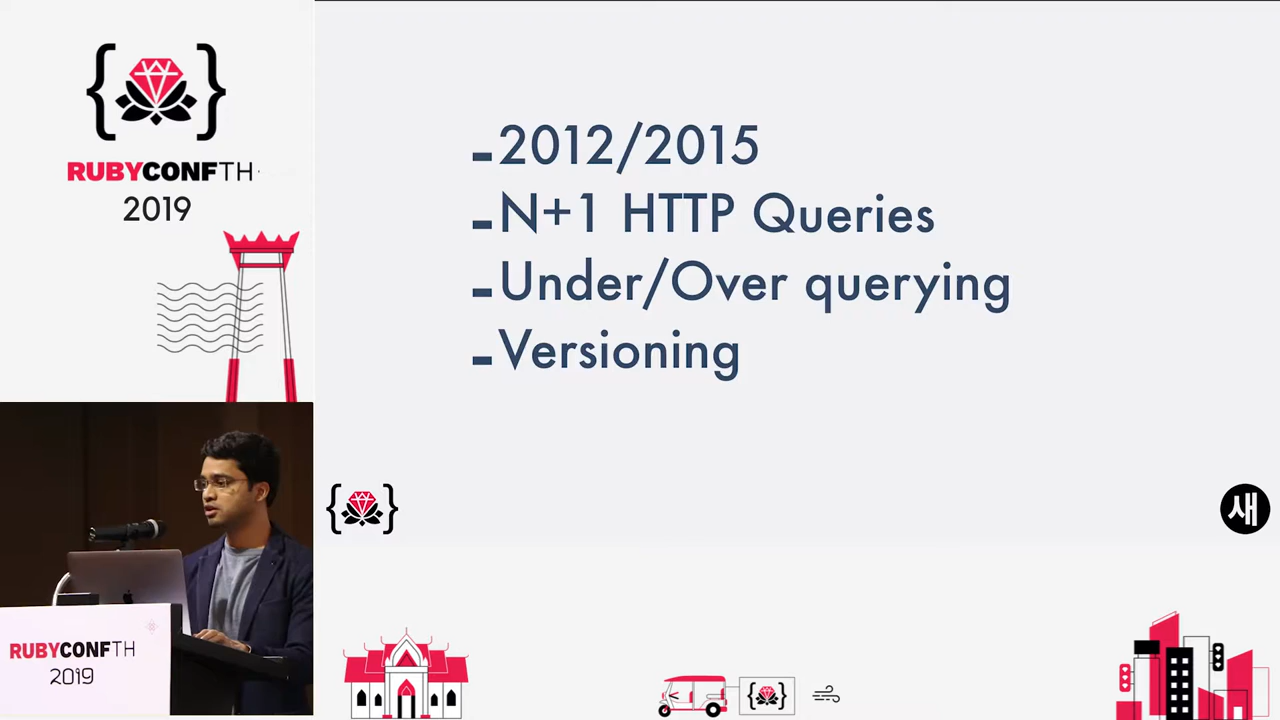 RUBYCONFTH
2019
-2012/2015
-N+1 HTTP Queries
-Under/Over querying
-Versioning
새
RUBYCONFTH
2019